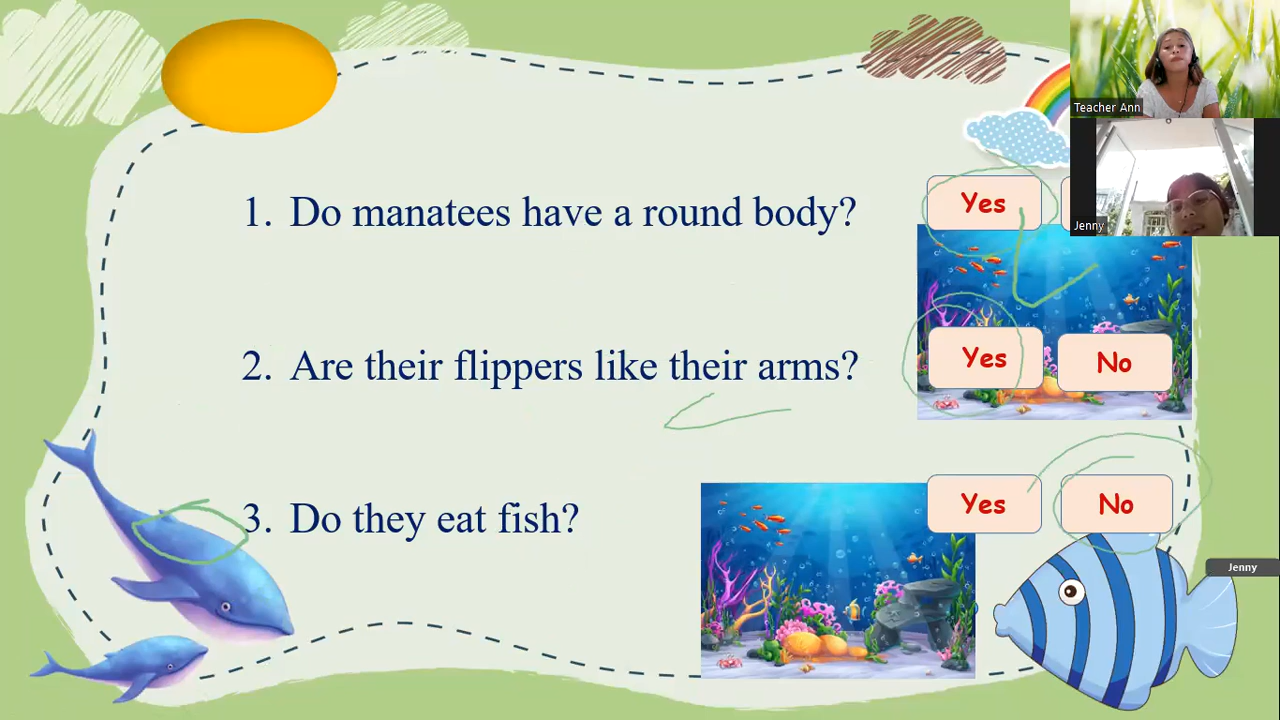 Teacher Ann
1. Do manatees have a round body?
Yes
Jenny
2. Are their flippers like their arms?
Yes
No
3. Do they eat fish?
Yes
No
Jenny